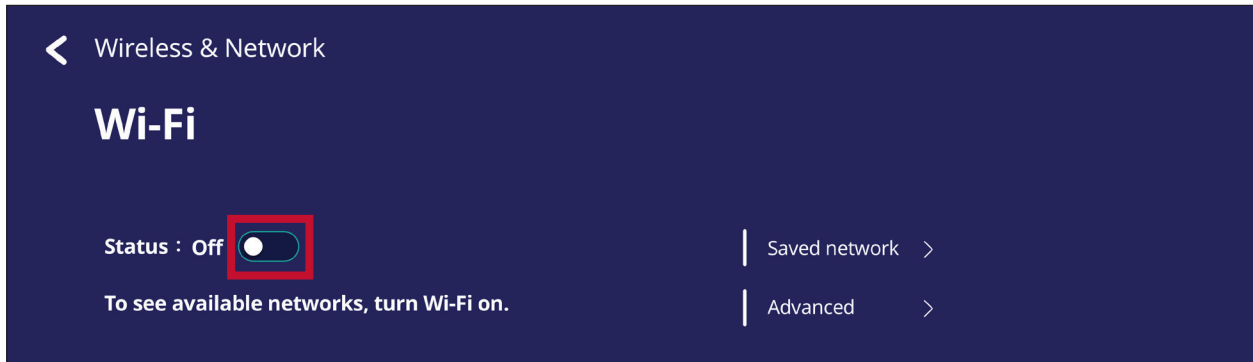 Wireless & Network
Wi-Fi
Status : Off
Saved network
To see available networks, turn Wi-Fi on.
Advanced